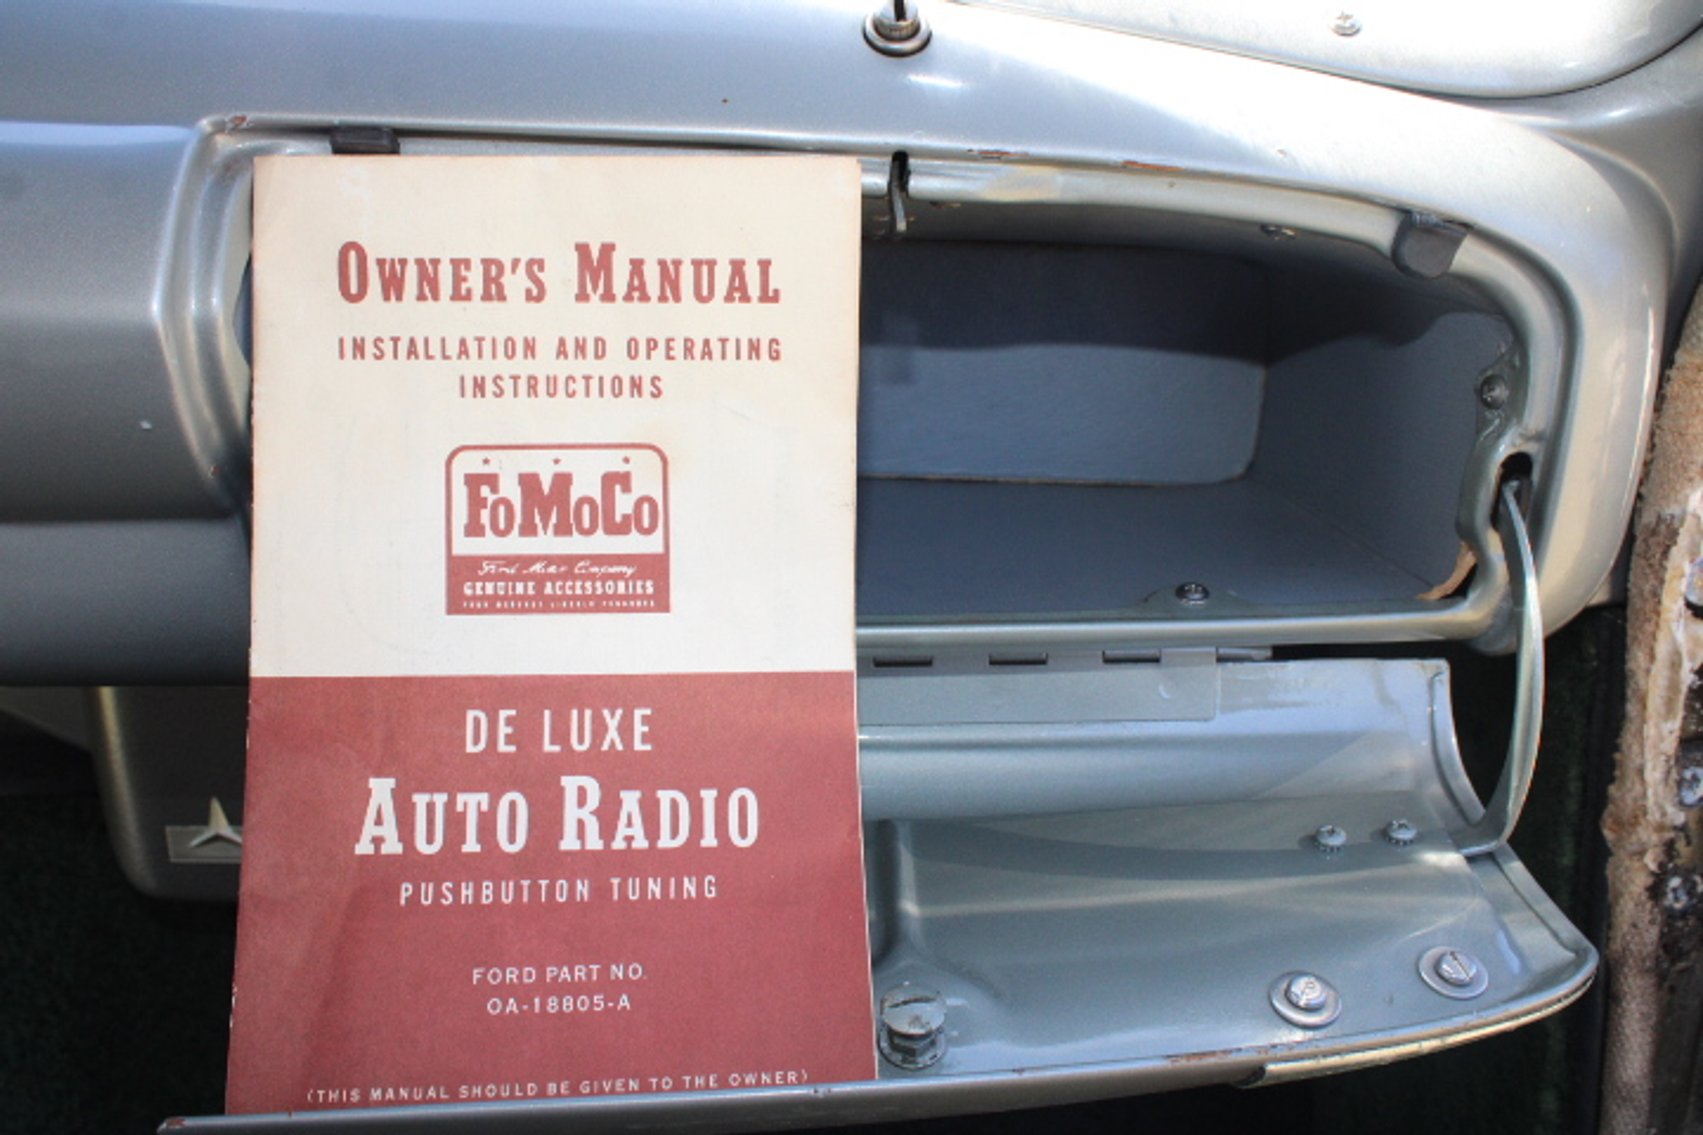 OWNER'S MANUAL
INSTALLATION AND OPERATING
INSTRUCTIONS
FoMoCo
Ford Motor Company
GENUINE ACCESSORIES
DE LUXE
AUTO RADIO
PUSHBUTTON TUNING
FORD PART NO.
OA-18805-A
(THIS MANUAL SHOULD BE GIVEN TO THE OWNER)